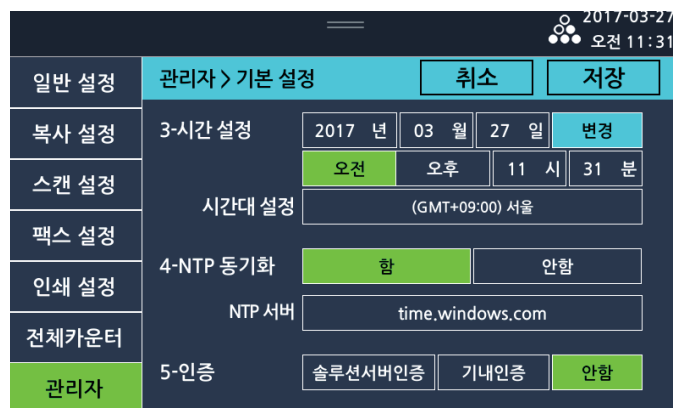 2017-03-27
오전 11:31
일반 설정
복사 설정
스캔 설정
팩스 설정
인쇄 설정
전체카운터
관리자
관리자 > 기본 설정 취소 저장
3-시간 설정 2017 년 03 월 27 일 변경
오전 오후 11 시 31 분
시간대 설정 (GMT+09:00) 서울
4-NTP 동기화 함 안함
NTP 서버 time.windows.com
5-인증 솔루션서버인증 기내인증 안함